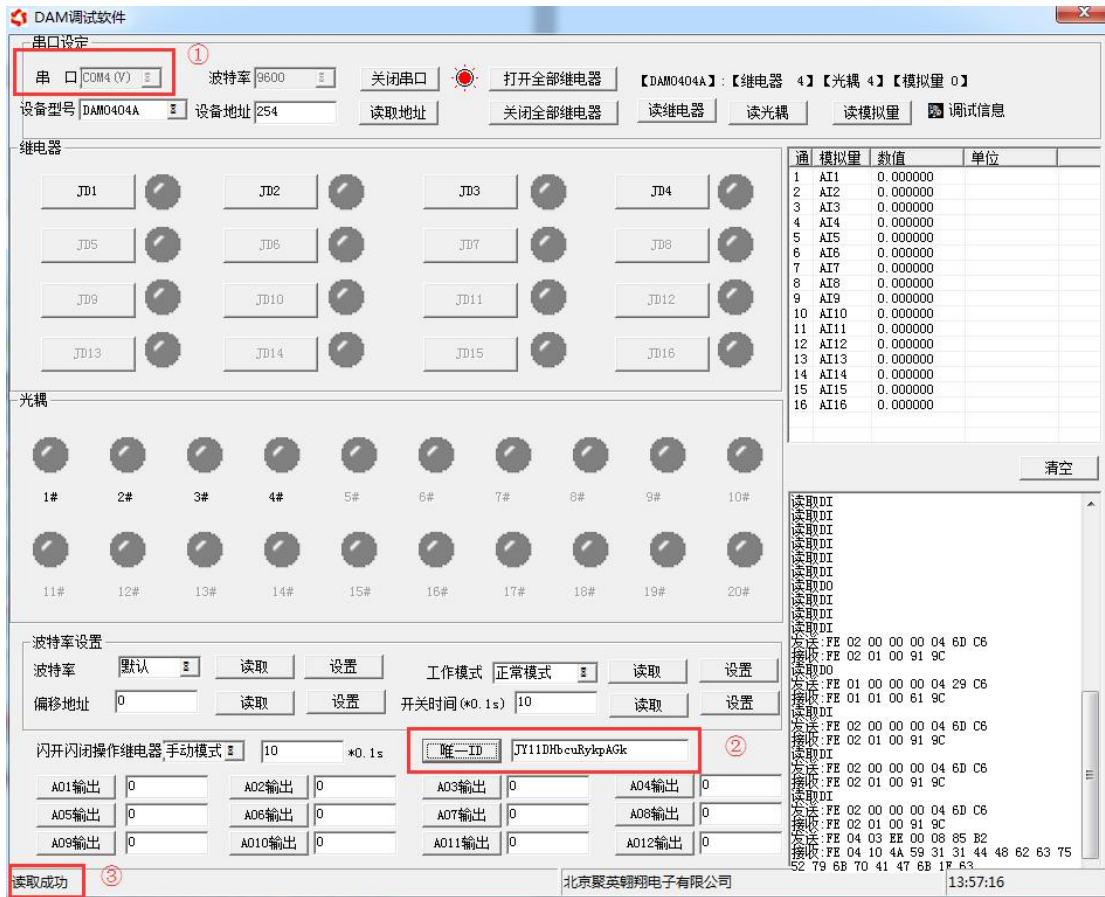 DAM调试软件
串口设定
①
串 口 COM4(V) 波特率 9600 关闭串口 打开全部继电器 【DAM0404A】:【继电器 4】【光耦 4】【模拟量 0】
设备型号 DAM0404A 设备地址 254 读取地址 关闭全部继电器 读继电器 读光耦 读模拟量 调试信息
继电器
JD1 JD2 JD3 JD4
JD5 JD6 JD7 JD8
JD9 JD10 JD11 JD12
JD13 JD14 JD15 JD16
通 模拟量 数值 单位
1 AI1 0.000000
2 AI2 0.000000
3 AI3 0.000000
4 AI4 0.000000
5 AI5 0.000000
6 AI6 0.000000
7 AI7 0.000000
8 AI8 0.000000
9 AI9 0.000000
10 AI10 0.000000
11 AI11 0.000000
12 AI12 0.000000
13 AI13 0.000000
14 AI14 0.000000
15 AI15 0.000000
16 AI16 0.000000
光耦
1# 2# 3# 4# 5# 6# 7# 8# 9# 10#
11# 12# 13# 14# 15# 16# 17# 18# 19# 20#
清空
读取DI
读取DI
读取DI
读取DI
读取DI
读取DI
读取DO
读取DI
读取DI
读取DI
发送:FE 02 00 00 00 04 6D C6
接收:FE 02 01 00 91 9C
读取DO
发送:FE 01 00 00 00 04 29 C6
接收:FE 01 01 00 61 9C
读取DI
发送:FE 02 00 00 00 04 6D C6
接收:FE 02 01 00 91 9C
读取DI
发送:FE 02 00 00 00 04 6D C6
接收:FE 02 01 00 91 9C
读取DI
发送:FE 02 00 00 00 04 6D C6
接收:FE 02 01 00 91 9C
发送:FE 04 03 EE 00 08 85 B2
接收:FE 04 10 4A 59 31 31 44 48 62 63 75
52 79 6B 70 41 47 6B 1F 63
波特率设置
波特率 默认 读取 设置 工作模式 正常模式 读取 设置
偏移地址 0 读取 设置 开关时间(*0.1s) 10 读取 设置
闪开闪闭操作继电器 手动模式 10 *0.1s 唯一ID JY11DHbcuRykpAGk ②
A01输出 0 A02输出 0 A03输出 0 A04输出 0
A05输出 0 A06输出 0 A07输出 0 A08输出 0
A09输出 0 A010输出 0 A011输出 0 A012输出 0
读取成功 ③ 北京聚英翱翔电子有限公司 13:57:16